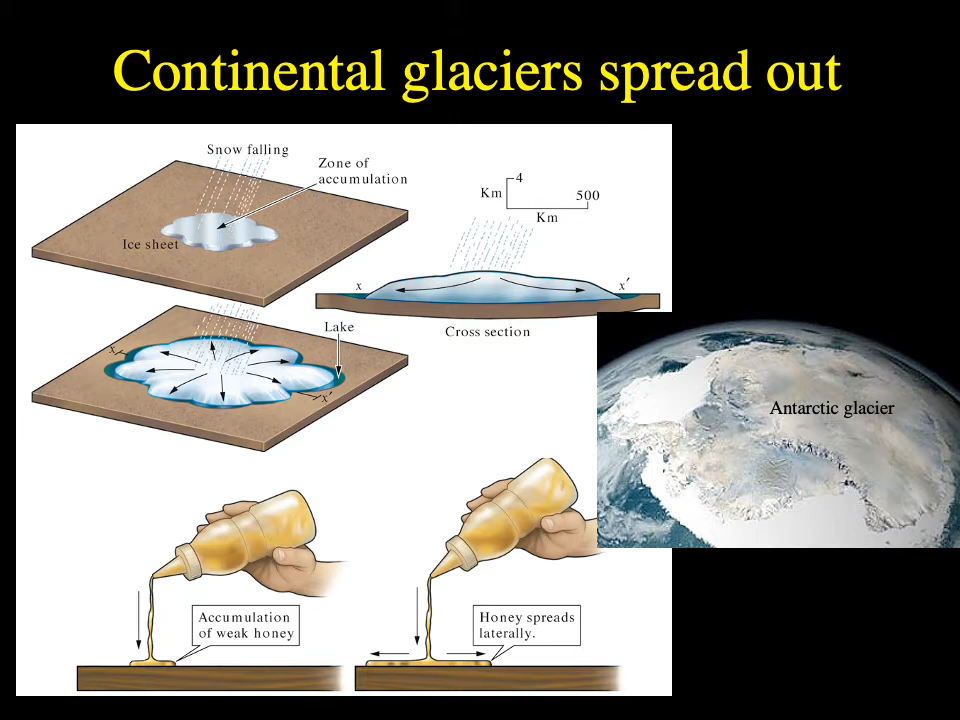 Continental glaciers spread out
Snow falling
Zone of
accumulation
Ice sheet
4
Km
500
Km
x
x′
Cross section
Lake
x
x′
Antarctic glacier
Accumulation
of weak honey
Honey spreads
laterally.